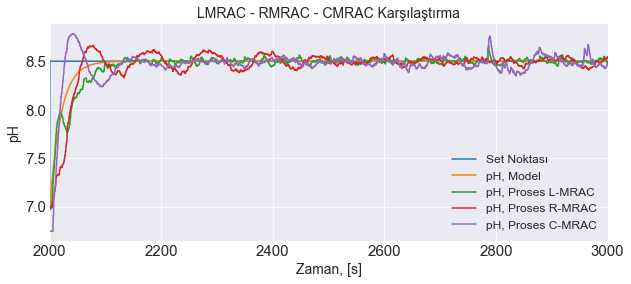 LMRAC - RMRAC - CMRAC Karşılaştırma
pH
8.5
8.0
7.5
7.0
Set Noktası
pH, Model
pH, Proses L-MRAC
pH, Proses R-MRAC
pH, Proses C-MRAC
2000 2200 2400 2600 2800 3000
Zaman, [s]